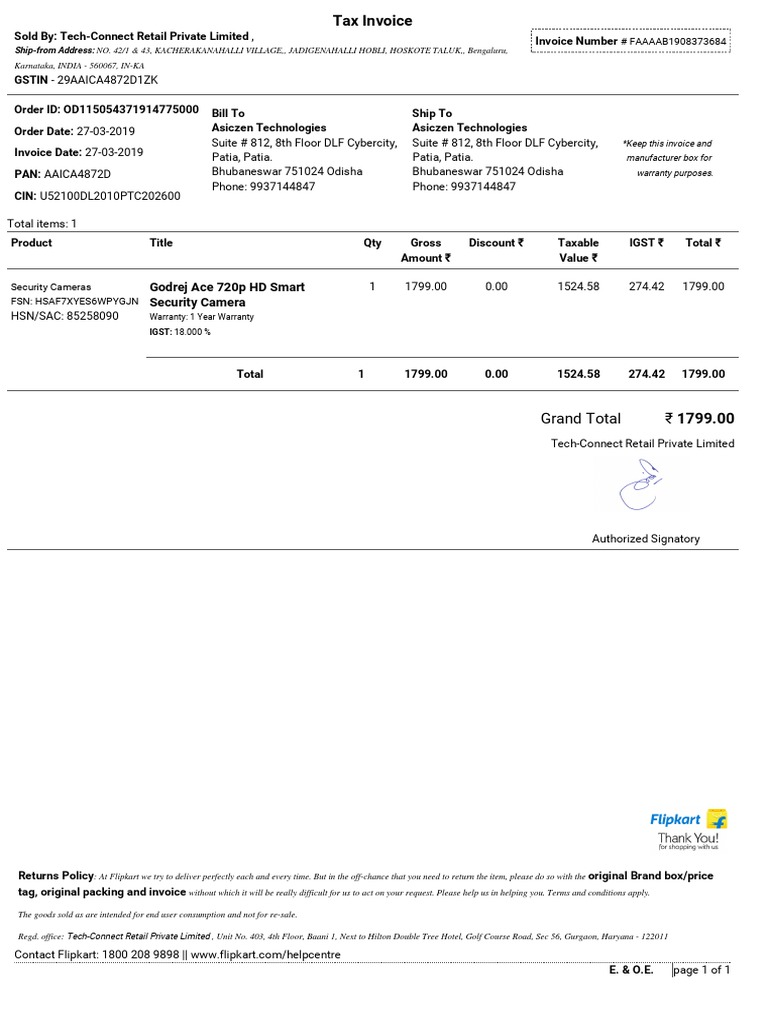 Tax Invoice
Sold By: Tech-Connect Retail Private Limited ,
Invoice Number # FAAAAB1908373684
Ship-from Address: NO. 42/1 & 43, KACHERAKANAHALLI VILLAGE,, JADIGENAHALLI HOBLI, HOSKOTE TALUK,, Bengaluru,
Karnataka, INDIA - 560067, IN-KA
GSTIN - 29AAICA4872D1ZK
Order ID: OD115054371914775000
Order Date: 27-03-2019
Invoice Date: 27-03-2019
PAN: AAICA4872D
CIN: U52100DL2010PTC202600
Bill To
Asiczen Technologies
Suite # 812, 8th Floor DLF Cybercity,
Patia, Patia.
Bhubaneswar 751024 Odisha
Phone: 9937144847
Ship To
Asiczen Technologies
Suite # 812, 8th Floor DLF Cybercity,
Patia, Patia.
Bhubaneswar 751024 Odisha
Phone: 9937144847
*Keep this invoice and
manufacturer box for
warranty purposes.
Total items: 1
Product Title Qty Gross Amount ₹ Discount ₹ Taxable Value ₹ IGST ₹ Total ₹
Security Cameras
FSN: HSAF7XYES6WPYGJN
HSN/SAC: 85258090
Godrej Ace 720p HD Smart
Security Camera
Warranty: 1 Year Warranty
IGST: 18.000 %
1 1799.00 0.00 1524.58 274.42 1799.00
Total 1 1799.00 0.00 1524.58 274.42 1799.00
Grand Total ₹ 1799.00
Tech-Connect Retail Private Limited
Authorized Signatory
Flipkart
Thank You!
for shopping with us
Returns Policy: At Flipkart we try to deliver perfectly each and every time. But in the off-chance that you need to return the item, please do so with the original Brand box/price
tag, original packing and invoice without which it will be really difficult for us to act on your request. Please help us in helping you. Terms and conditions apply.
The goods sold as are intended for end user consumption and not for re-sale.
Regd. office: Tech-Connect Retail Private Limited , Unit No. 403, 4th Floor, Baani 1, Next to Hilton Double Tree Hotel, Golf Course Road, Sec 56, Gurgaon, Haryana - 122011
Contact Flipkart: 1800 208 9898 || www.flipkart.com/helpcentre
E. & O.E. page 1 of 1